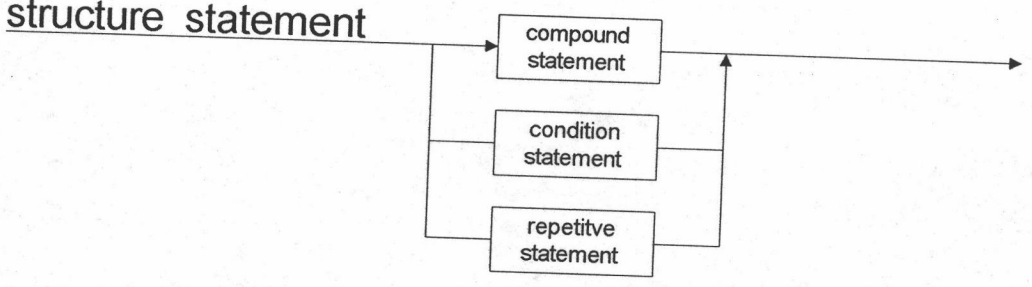 structure statement
compound
statement
condition
statement
repetitve
statement